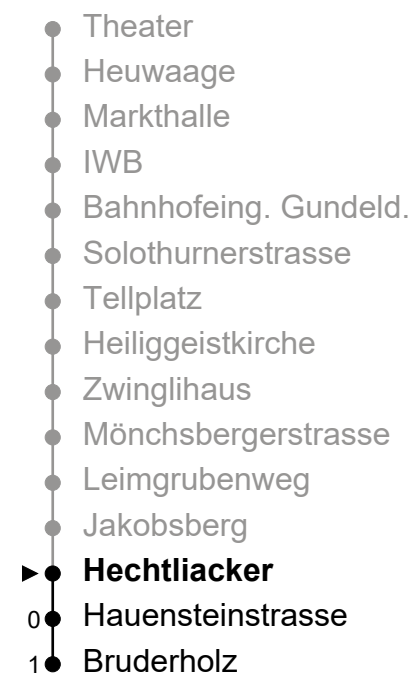 Theater
Heuwaage
Markthalle
IWB
Bahnhofeing. Gundeld.
Solothurnerstrasse
Tellplatz
Heiliggeistkirche
Zwinglihaus
Mönchsbergerstrasse
Leimgrubenweg
Jakobsberg
Hechtliacker
0 Hauensteinstrasse
1 Bruderholz